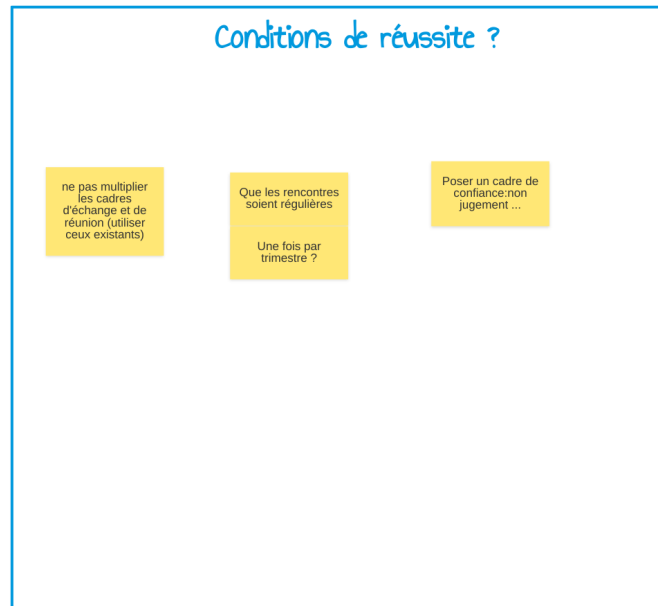 Conditions de réussite ?
ne pas multiplier
les cadres
d'échange et de
réunion (utiliser
ceux existants)
Que les rencontres
soient régulières
Une fois par
trimestre ?
Poser un cadre de
confiance:non
jugement ...